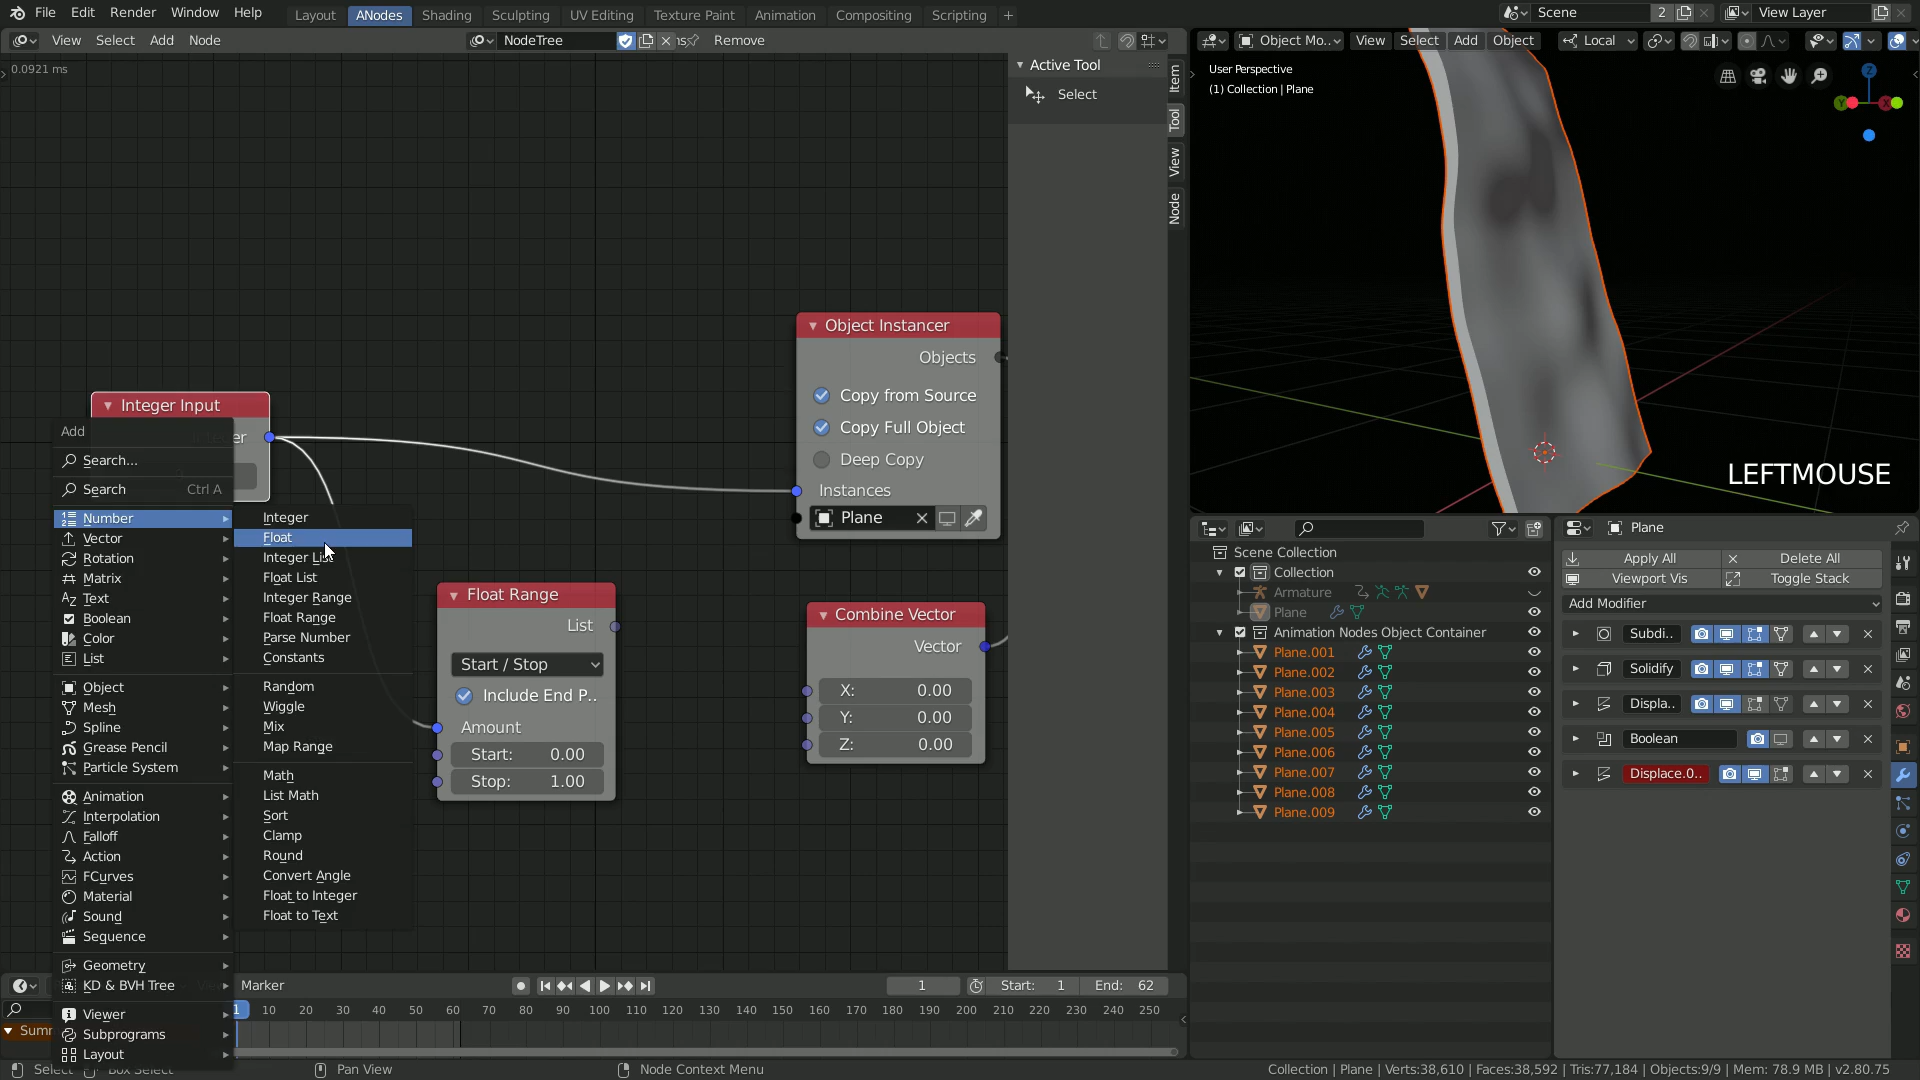 File Edit Render Window Help Layout ANodes Shading Sculpting UV Editing Texture Paint Animation Compositing Scripting + Scene 2 View Layer
View Select Add Node NodeTree Remove
0.0921 ms
Active Tool
Select
Item
Tool
View
Node
Integer Input
Add
Search...
Search Ctrl A
Number
Vector
Rotation
Matrix
Text
Boolean
Color
List
Object
Mesh
Spline
Grease Pencil
Particle System
Animation
Interpolation
Falloff
Action
FCurves
Material
Sound
Sequence
Geometry
KD & BVH Tree
Viewer
Subprograms
Layout
Integer
Float
Integer List
Float List
Integer Range
Float Range
Parse Number
Constants
Random
Wiggle
Mix
Map Range
Math
List Math
Sort
Clamp
Round
Convert Angle
Float to Integer
Float to Text
Float Range
List
Start / Stop
Include End P..
Amount
Start: 0.00
Stop: 1.00
Object Instancer
Objects
Copy from Source
Copy Full Object
Deep Copy
Instances
Plane
Combine Vector
Vector
X: 0.00
Y: 0.00
Z: 0.00
Object Mo.. View Select Add Object Local
User Perspective
(1) Collection | Plane
Z
Y
X
LEFTMOUSE
Scene Collection
Collection
Armature
Plane
Animation Nodes Object Container
Plane.001
Plane.002
Plane.003
Plane.004
Plane.005
Plane.006
Plane.007
Plane.008
Plane.009
Plane
Apply All Delete All
Viewport Vis Toggle Stack
Add Modifier
Subdi..
Solidify
Displa..
Boolean
Displace.0..
Marker 1 Start: 1 End: 62
1 10 20 30 40 50 60 70 80 90 100 110 120 130 140 150 160 170 180 190 200 210 220 230 240 250
Summ
Select Box Select Pan View Node Context Menu Collection | Plane | Verts:38,610 | Faces:38,592 | Tris:77,184 | Objects:9/9 | Mem: 78.9 MB | v2.80.75